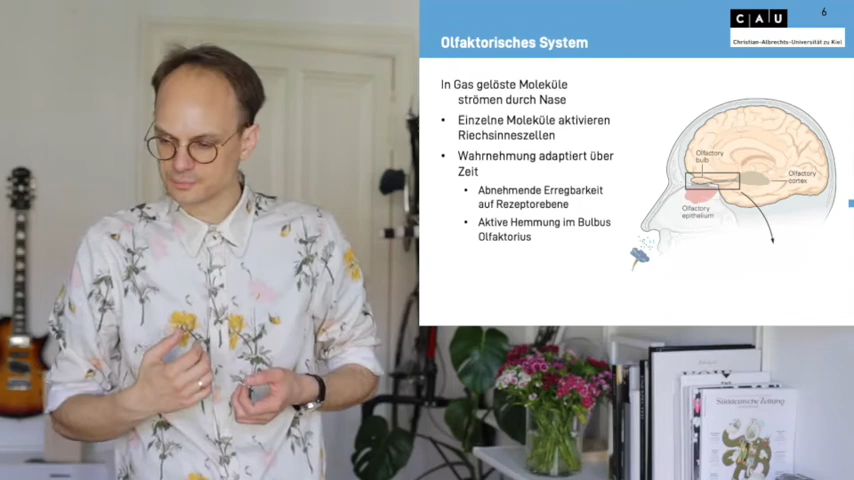 6
C A U
Christian-Albrechts-Universität zu Kiel
Olfaktorisches System
In Gas gelöste Moleküle
strömen durch Nase
• Einzelne Moleküle aktivieren
Riechsinneszellen
• Wahrnehmung adaptiert über
Zeit
• Abnehmende Erregbarkeit
auf Rezeptorebene
• Aktive Hemmung im Bulbus
Olfaktorius
Olfactory
bulb
Olfactory
cortex
Olfactory
epithelium
Süddeutsche Zeitung